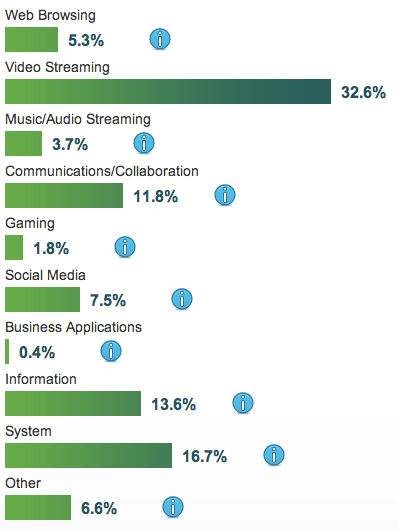 Web Browsing
5.3%
Video Streaming
32.6%
Music/Audio Streaming
3.7%
Communications/Collaboration
11.8%
Gaming
1.8%
Social Media
7.5%
Business Applications
0.4%
Information
13.6%
System
16.7%
Other
6.6%